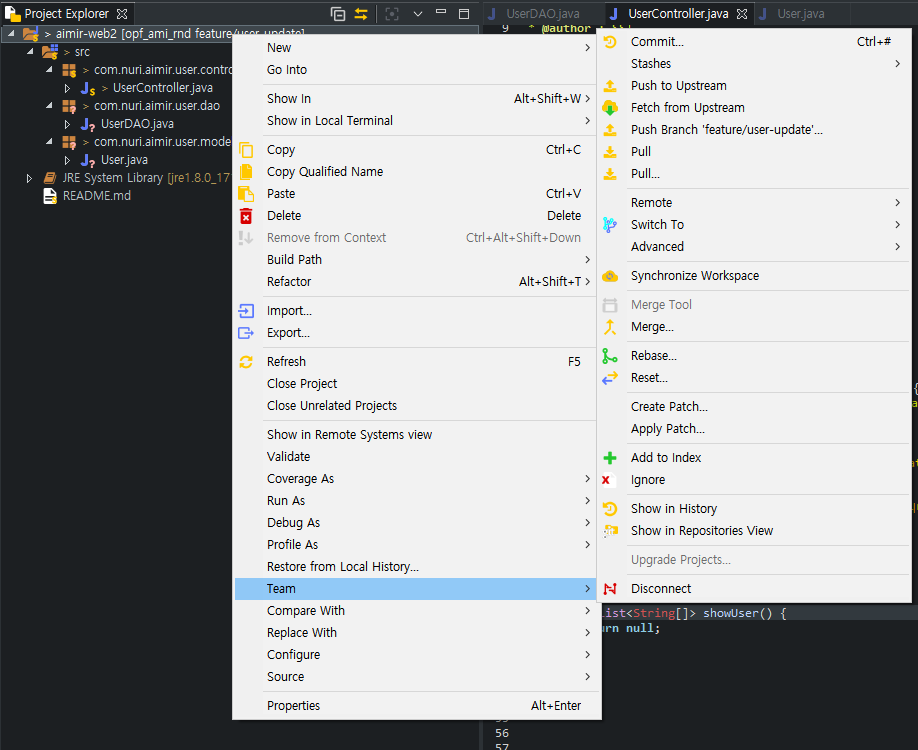 Project Explorer
> aimir-web2 [opf_ami_rnd feature/user-update]
> src
> com.nuri.aimir.user.contro
> UserController.java
> com.nuri.aimir.user.dao
UserDAO.java
> com.nuri.aimir.user.mode
User.java
JRE System Library [jre1.8.0_17
README.md
New
Go Into
Show In Alt+Shift+W >
Show in Local Terminal
Copy Ctrl+C
Copy Qualified Name
Paste Ctrl+V
Delete Delete
Remove from Context Ctrl+Alt+Shift+Down
Build Path
Refactor Alt+Shift+T >
Import...
Export...
Refresh F5
Close Project
Close Unrelated Projects
Show in Remote Systems view
Validate
Coverage As
Run As
Debug As
Profile As
Restore from Local History...
Team
Compare With
Replace With
Configure
Source
Properties Alt+Enter
UserDAO.java UserController.java User.java
9 * @author
Commit... Ctrl+#
Stashes
Push to Upstream
Fetch from Upstream
Push Branch 'feature/user-update'...
Pull
Pull...
Remote
Switch To
Advanced
Synchronize Workspace
Merge Tool
Merge...
Rebase...
Reset...
Create Patch...
Apply Patch...
Add to Index
Ignore
Show in History
Show in Repositories View
Upgrade Projects...
Disconnect
ist<String[]> showUser() {
urn null;
56
57